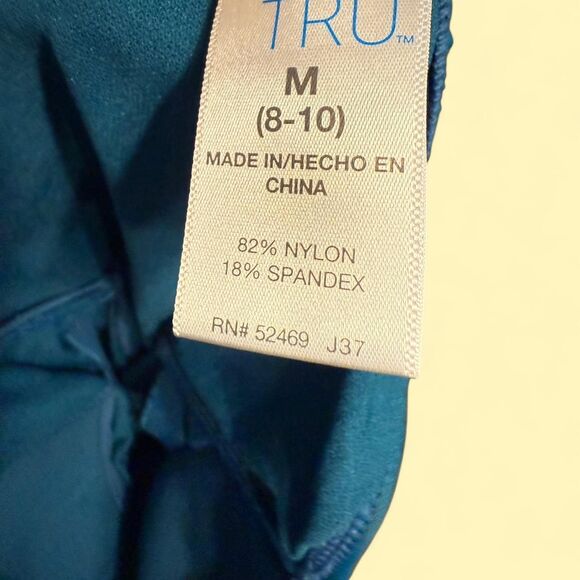 TRU™
M
(8-10)
MADE IN/HECHO EN
CHINA
82% NYLON
18% SPANDEX
RN# 52469 J37